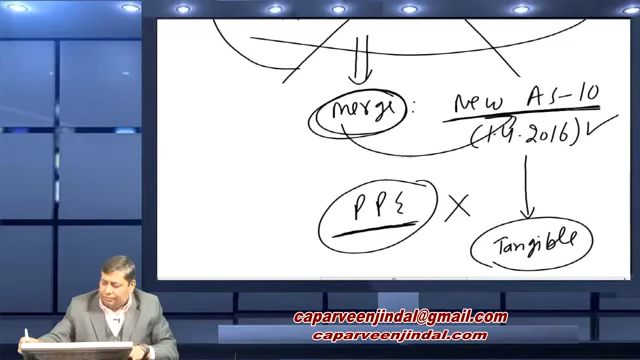 merge : New AS-10
(1.4.2016) ✓
PPE ×
Tangible
caparveenjindal@gmail.com
caparveenjindal.com